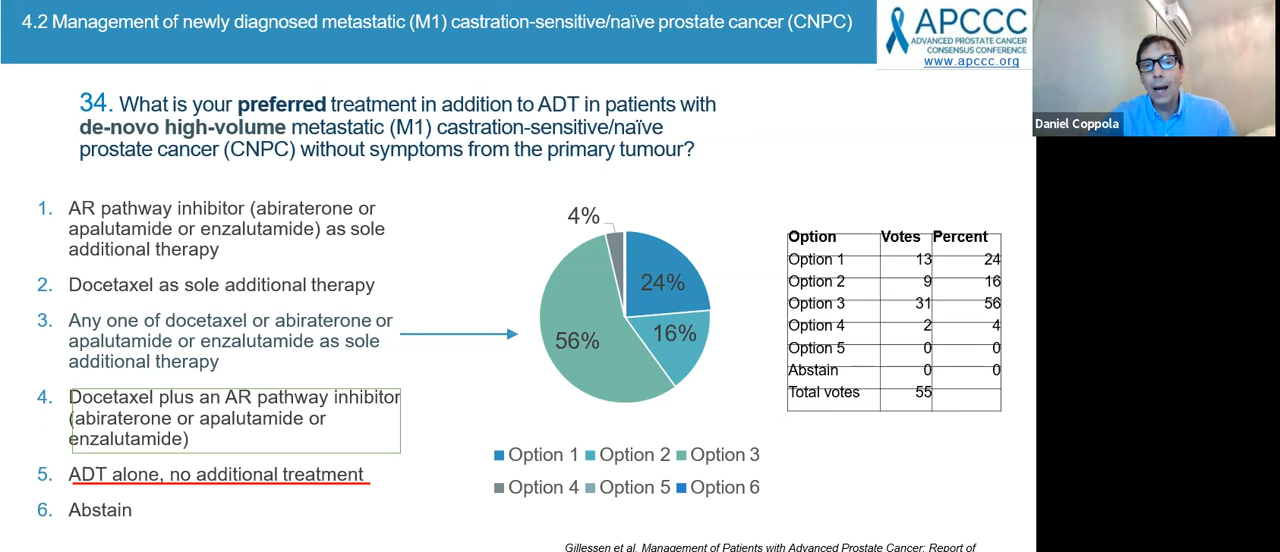 4.2 Management of newly diagnosed metastatic (M1) castration-sensitive/naïve prostate cancer (CNPC)
APCCC
ADVANCED PROSTATE CANCER
CONSENSUS CONFERENCE
www.apccc.org
Daniel Coppola
34. What is your preferred treatment in addition to ADT in patients with
de-novo high-volume metastatic (M1) castration-sensitive/naïve
prostate cancer (CNPC) without symptoms from the primary tumour?
1. AR pathway inhibitor (abiraterone or
apalutamide or enzalutamide) as sole
additional therapy
2. Docetaxel as sole additional therapy
3. Any one of docetaxel or abiraterone or
apalutamide or enzalutamide as sole
additional therapy
4. Docetaxel plus an AR pathway inhibitor
(abiraterone or apalutamide or
enzalutamide)
5. ADT alone, no additional treatment
6. Abstain
4%
24%
16%
56%
Option 1 Option 2 Option 3
Option 4 Option 5 Option 6
Option Votes Percent
Option 1 13 24
Option 2 9 16
Option 3 31 56
Option 4 2 4
Option 5 0 0
Abstain 0 0
Total votes 55
Gillessen et al. Management of Patients with Advanced Prostate Cancer: Report of